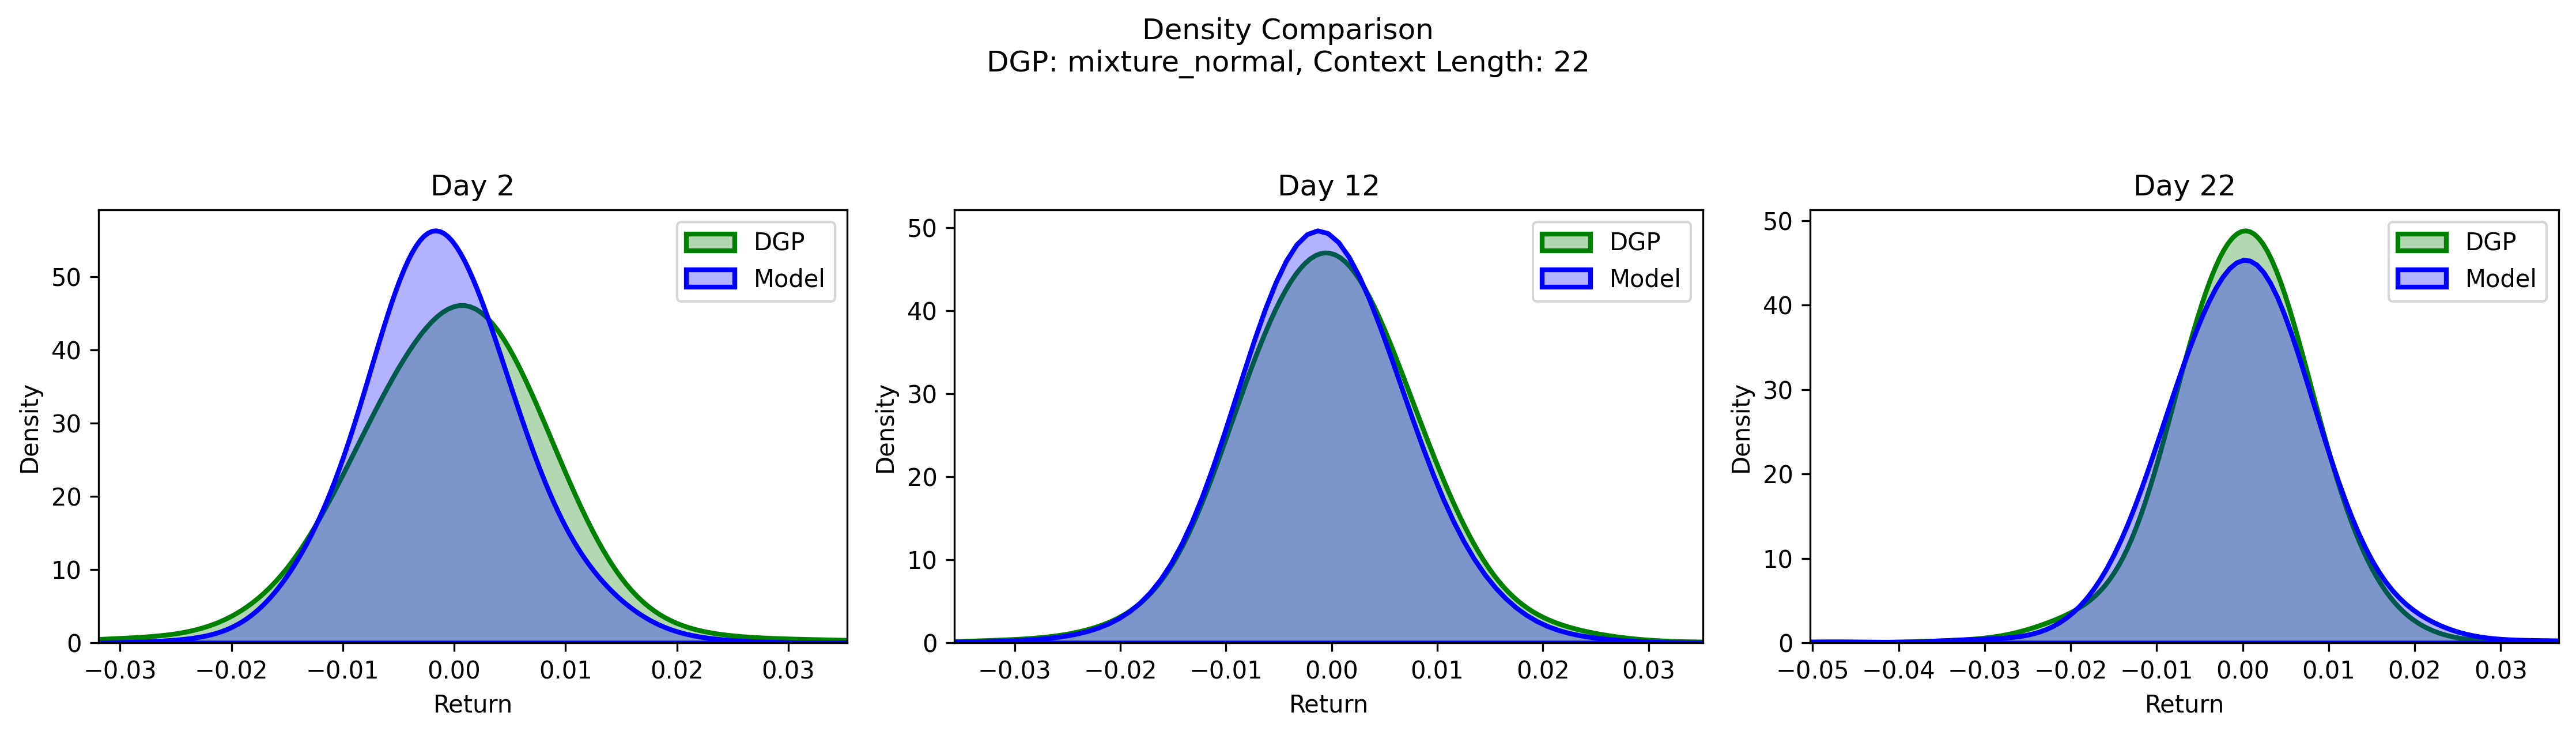 Density Comparison
DGP: mixture_normal, Context Length: 22
Day 2
DGP
Model
50
40
30
20
10
0
Density
−0.03 −0.02 −0.01 0.00 0.01 0.02 0.03
Return
Day 12
DGP
Model
50
40
30
20
10
0
Density
−0.03 −0.02 −0.01 0.00 0.01 0.02 0.03
Return
Day 22
DGP
Model
50
40
30
20
10
0
Density
−0.05 −0.04 −0.03 −0.02 −0.01 0.00 0.01 0.02 0.03
Return